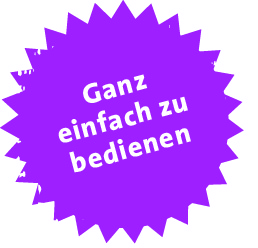 Ganz
einfach zu
bedienen